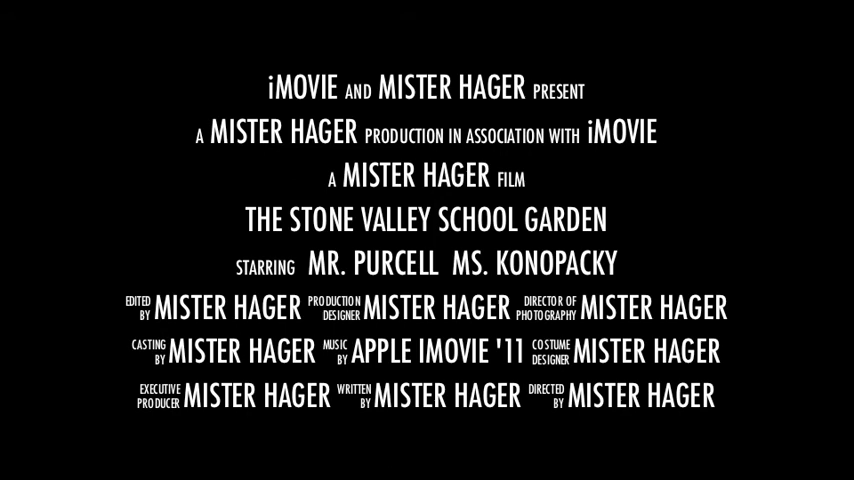 iMOVIE AND MISTER HAGER PRESENT
A MISTER HAGER PRODUCTION IN ASSOCIATION WITH iMOVIE
A MISTER HAGER FILM
THE STONE VALLEY SCHOOL GARDEN
STARRING MR. PURCELL MS. KONOPACKY
EDITED BY MISTER HAGER PRODUCTION DESIGNER MISTER HAGER DIRECTOR OF PHOTOGRAPHY MISTER HAGER
CASTING BY MISTER HAGER MUSIC BY APPLE IMOVIE '11 COSTUME DESIGNER MISTER HAGER
EXECUTIVE PRODUCER MISTER HAGER WRITTEN BY MISTER HAGER DIRECTED BY MISTER HAGER